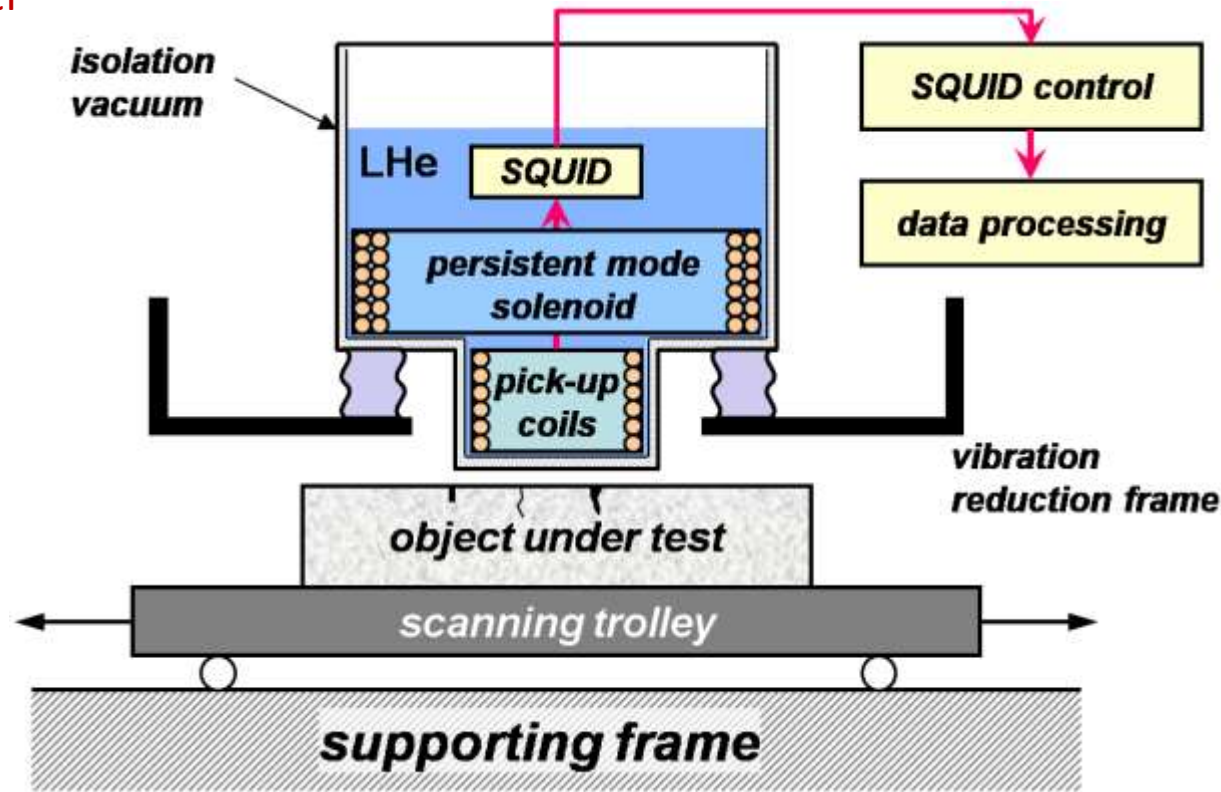 isolation
vacuum
LHe
SQUID
SQUID control
data processing
persistent mode
solenoid
pick-up
coils
vibration
reduction frame
object under test
scanning trolley
supporting frame